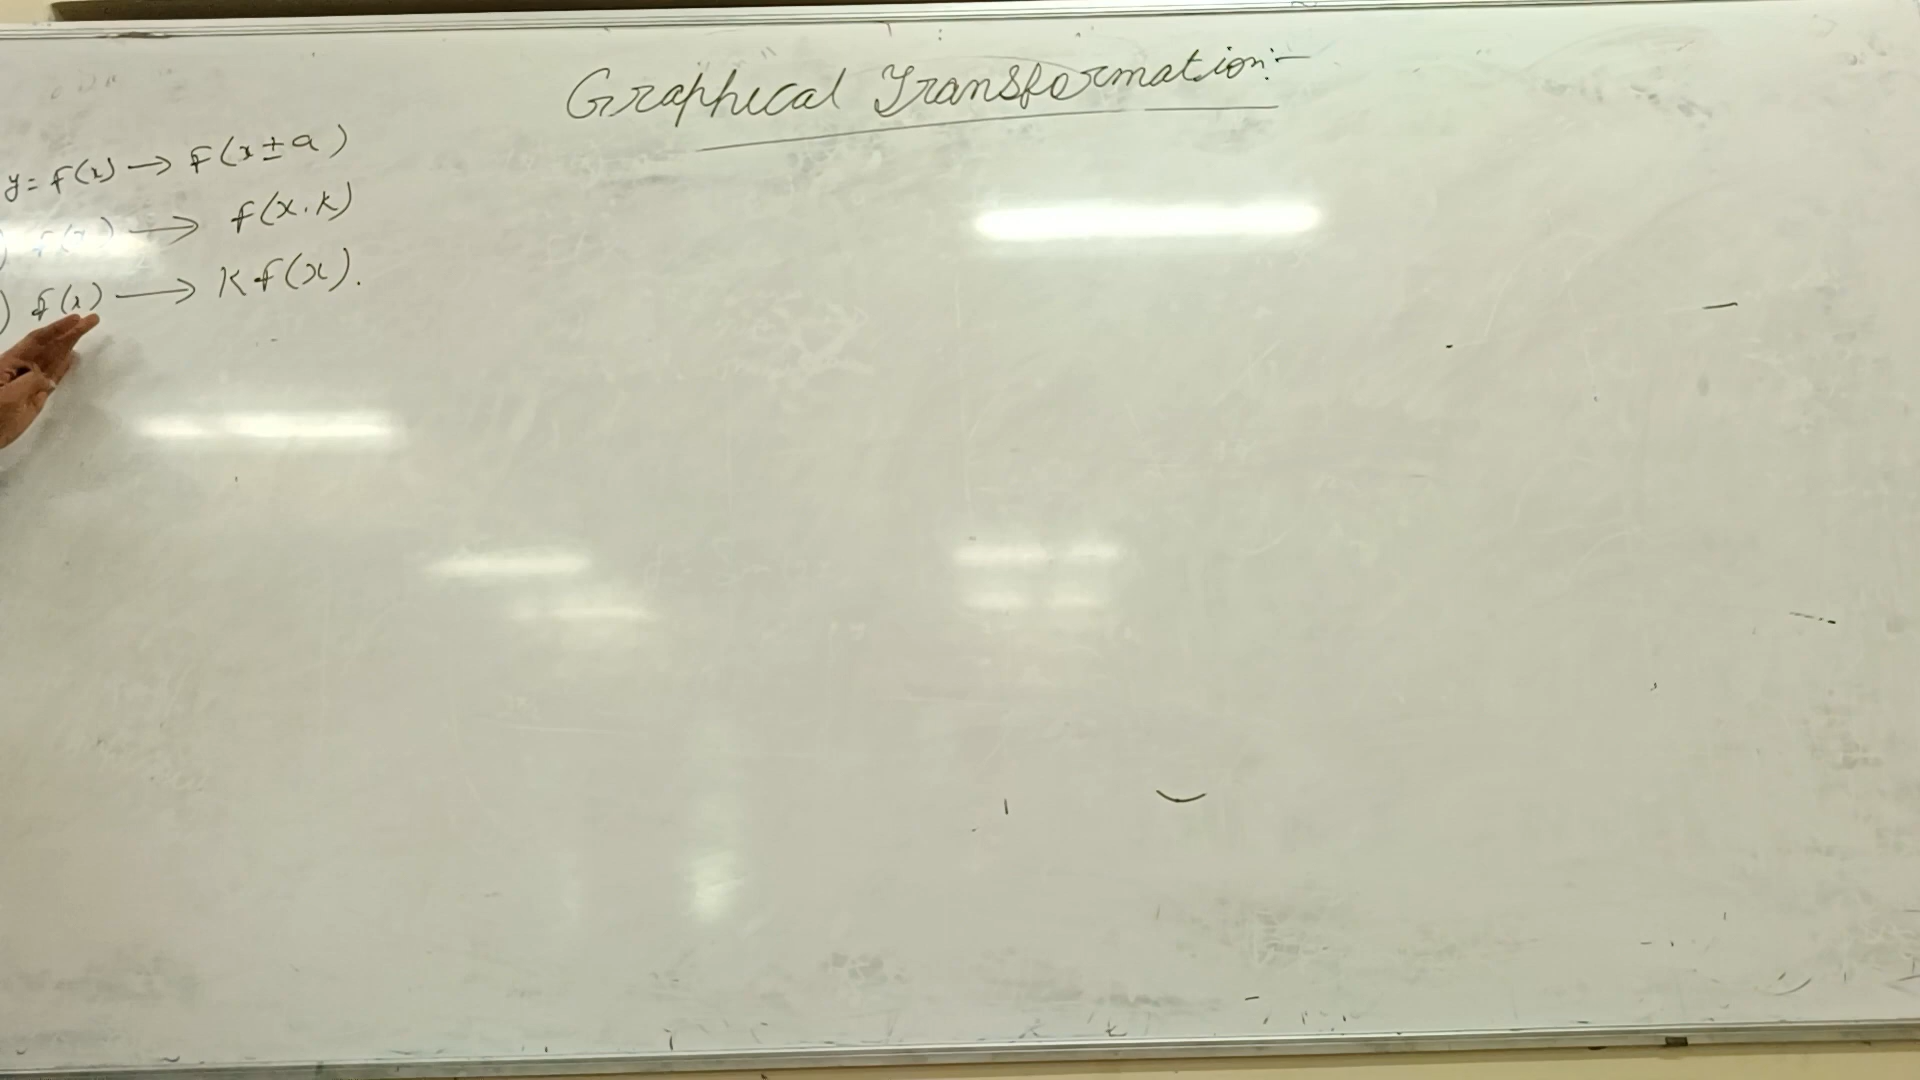 Graphical Transformation:-
y = f(x) → f(x ± a)
) f(x) → f(x.k)
) f(x) → K f(x).